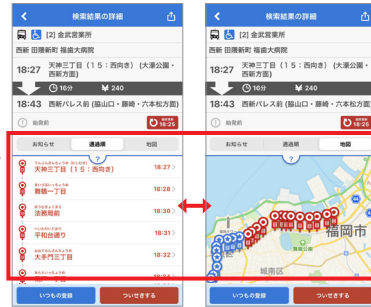 検索結果の詳細
[2] 金武営業所
西新 田隈新町 福歯大病院
18:27 天神三丁目（１５：西向き）（大濠公園・西新方面）
16分 ¥ 240
18:43 西新パレス前 (脇山口・藤崎・六本松方面)
始発前
18:25
お知らせ 通過順 地図
天神三丁目（１５：西向き） 18:27
舞鶴一丁目 18:28
法務局前 18:30
平和台通り 18:31
大手門三丁目 18:32
いつもの登録 ついせきする
検索結果の詳細
[2] 金武営業所
西新 田隈新町 福歯大病院
18:27 天神三丁目（１５：西向き）（大濠公園・西新方面）
16分 ¥ 240
18:43 西新パレス前 (脇山口・藤崎・六本松方面)
始発前
18:25
お知らせ 通過順 地図
福岡市
城南区
いつもの登録 ついせきする